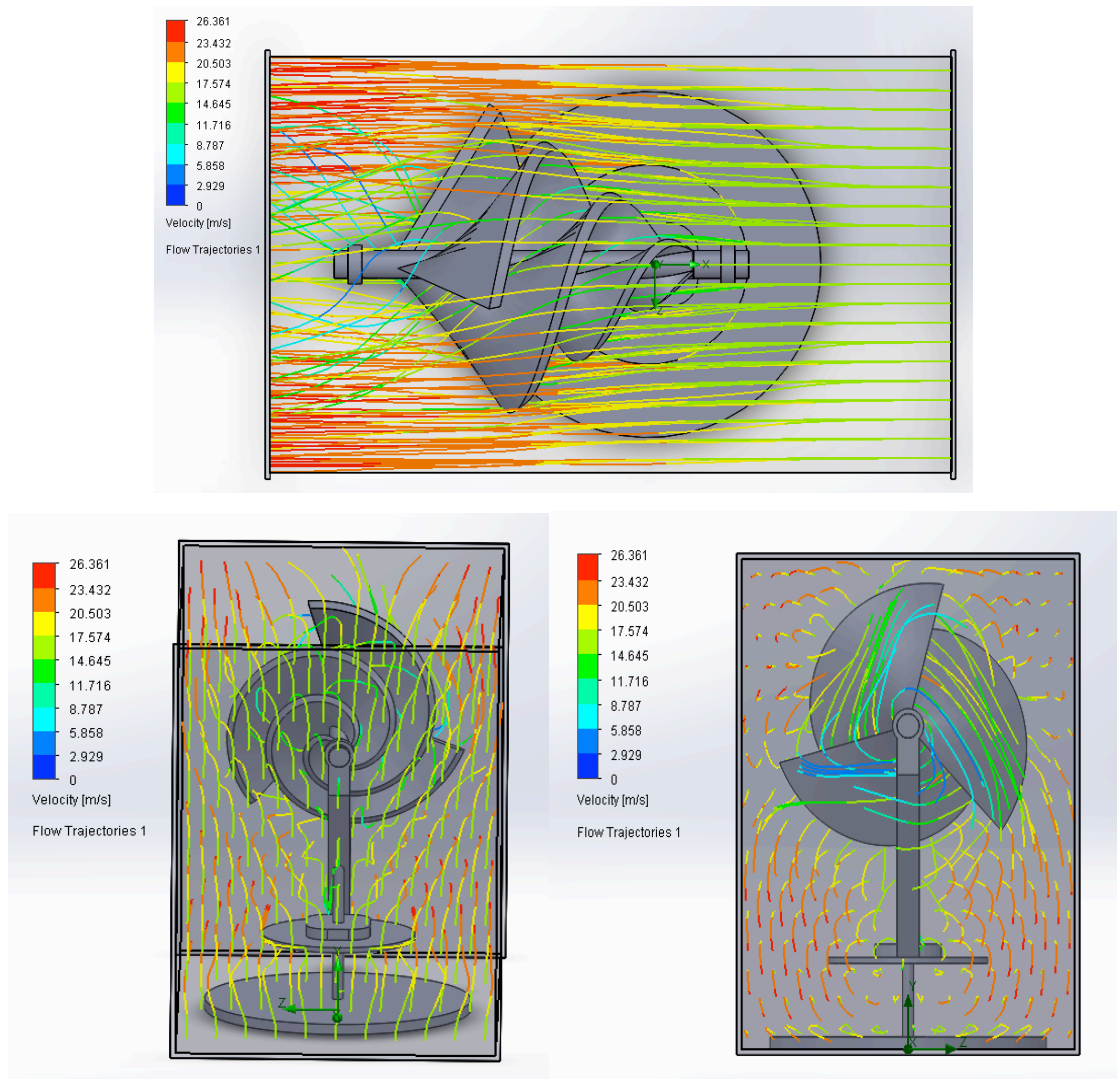 26.361
23.432
20.503
17.574
14.645
11.716
8.787
5.858
2.929
0
Velocity [m/s]
Flow Trajectories 1
X
Z
26.361
23.432
20.503
17.574
14.645
11.716
8.787
5.858
2.929
0
Velocity [m/s]
Flow Trajectories 1
Z
26.361
23.432
20.503
17.574
14.645
11.716
8.787
5.858
2.929
0
Velocity [m/s]
Flow Trajectories 1
Y
X
Z